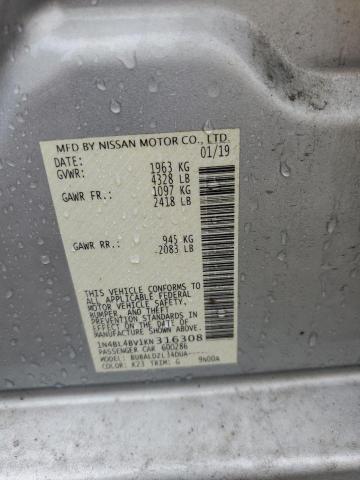 MFD BY NISSAN MOTOR CO., LTD.
DATE: 01/19
GVWR: 1963 KG
4328 LB
GAWR FR.: 1097 KG
2418 LB
GAWR RR.: 945 KG
2083 LB
THIS VEHICLE CONFORMS TO
ALL APPLICABLE FEDERAL
MOTOR VEHICLE SAFETY,
BUMPER, AND THEFT
PREVENTION STANDARDS
IN EFFECT ON THE DATE OF
MANUFACTURE SHOWN ABOVE.
1N4BL4BV1KN316308
PASSENGER CAR 600286
MODEL:
COLOR: K23 TRIM: G 9N00A